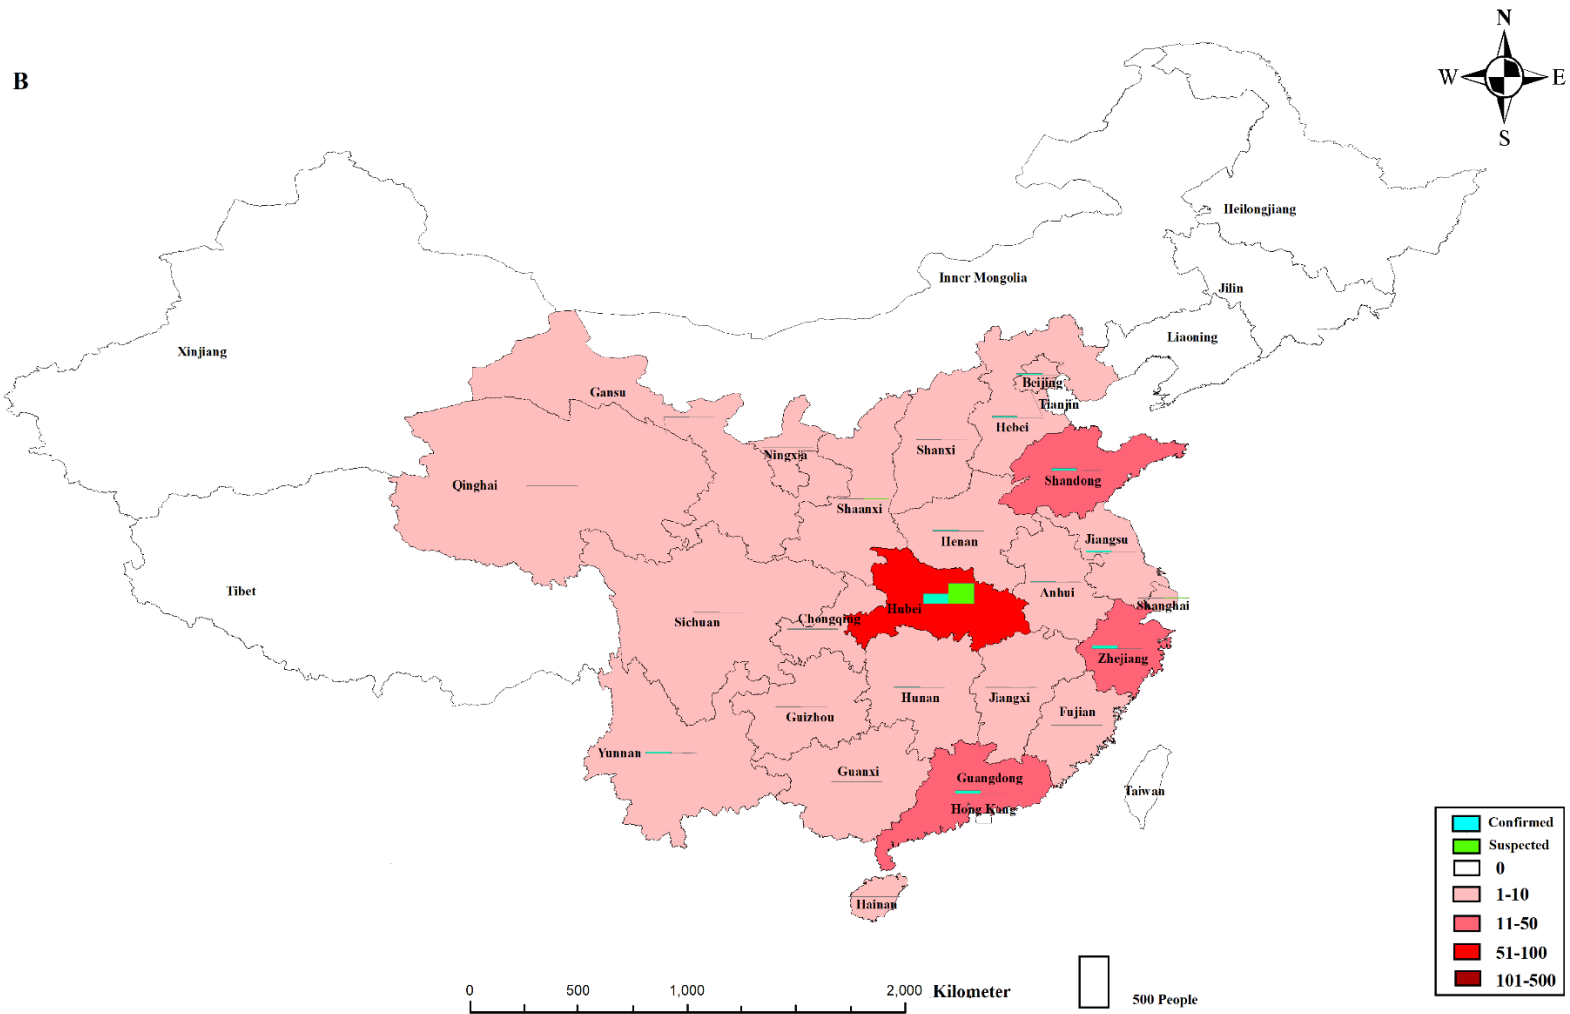 N
B
W E
S
Heilongjiang
Inner Mongolia
Jilin
Liaoning
Xinjiang
Beijing
Gansu
Tianjin
Hebei
Shanxi
Ningxia
Shandong
Qinghai
Shaanxi
Henan
Jiangsu
Tibet
Anhui
Shanghai
Hubei
Chongqing
Sichuan
Zhejiang
Hunan
Jiangxi
Fujian
Guizhou
Yunnan
Guanxi
Guangdong
Taiwan
Hong Kong
Hainan
Confirmed
Suspected
0
1-10
11-50
51-100
101-500
0 500 1,000 2,000 Kilometer
500 People